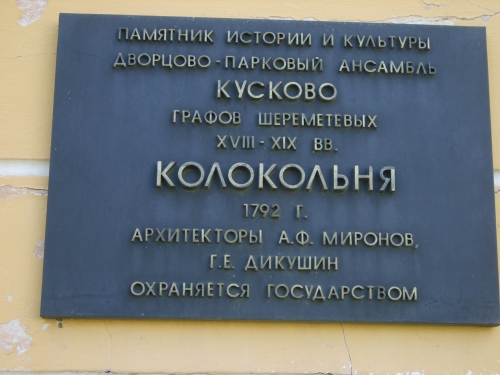 ПАМЯТНИК ИСТОРИИ И КУЛЬТУРЫ
ДВОРЦОВО-ПАРКОВЫЙ АНСАМБЛЬ
КУСКОВО
ГРАФОВ ШЕРЕМЕТЕВЫХ
XVIII-XIX ВВ.
КОЛОКОЛЬНЯ
1792 Г.
АРХИТЕКТОРЫ А.Ф. МИРОНОВ,
Г.Е. ДИКУШИН
ОХРАНЯЕТСЯ ГОСУДАРСТВОМ